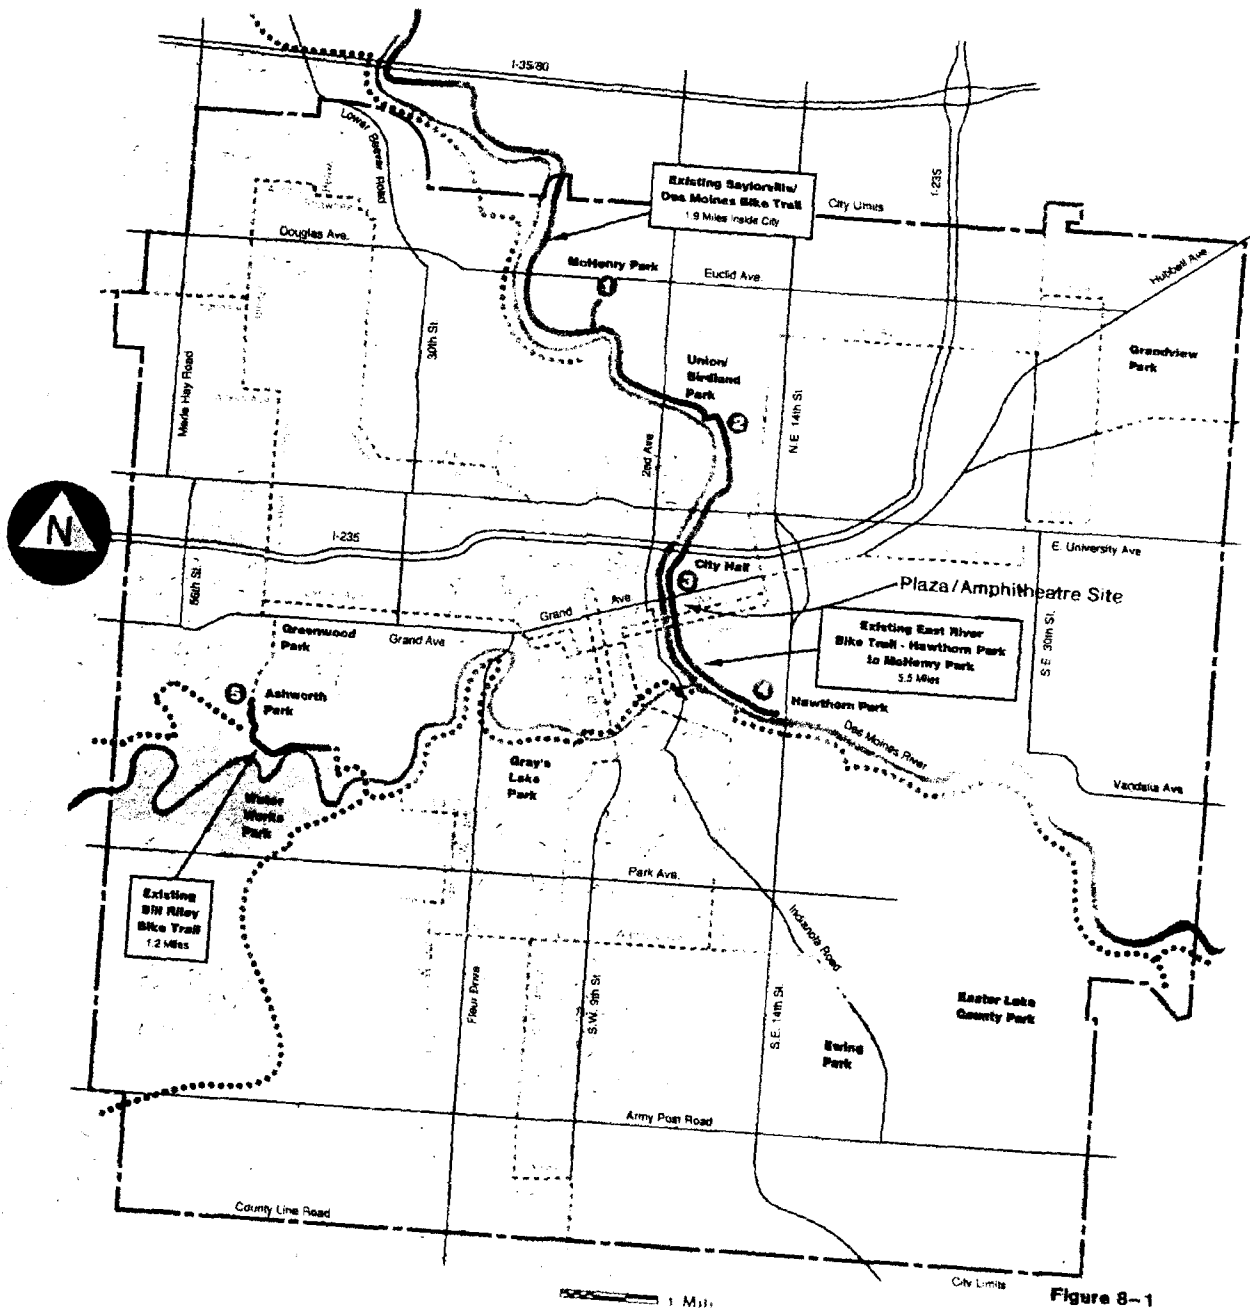 I-35/80
Lower Beaver Road
I-235
Existing Saylorville/
Des Moines Bike Trail
1.9 Miles Inside City
City Limits
Douglas Ave.
Hubbell Ave
McHenry Park
Euclid Ave.
1
30th St.
Merle Hay Road
Union/
Birdland
Park
Grandview
Park
2
N.E. 14th St
2nd Ave
N
I-235
E. University Ave
City Hall
3
56th St.
Plaza/Amphitheatre Site
Grand Ave
Greenwood
Park
Grand Ave
Existing East River
Bike Trail - Hawthorn Park
to McHenry Park
5.5 Miles
S.E. 30th St.
5
Ashworth
Park
4
Hawthorn Park
Des Moines River
Gray's
Lake
Park
Vandalia Ave
Water
Works
Park
Park Ave.
Existing
Bill Riley
Bike Trail
1.2 Miles
Indianola Road
Fleur Drive
S.W. 9th St
S.E. 14th St.
Easter Lake
County Park
Ewing
Park
Army Post Road
County Line Road
City Limits
1 Mile
Figure 8-1